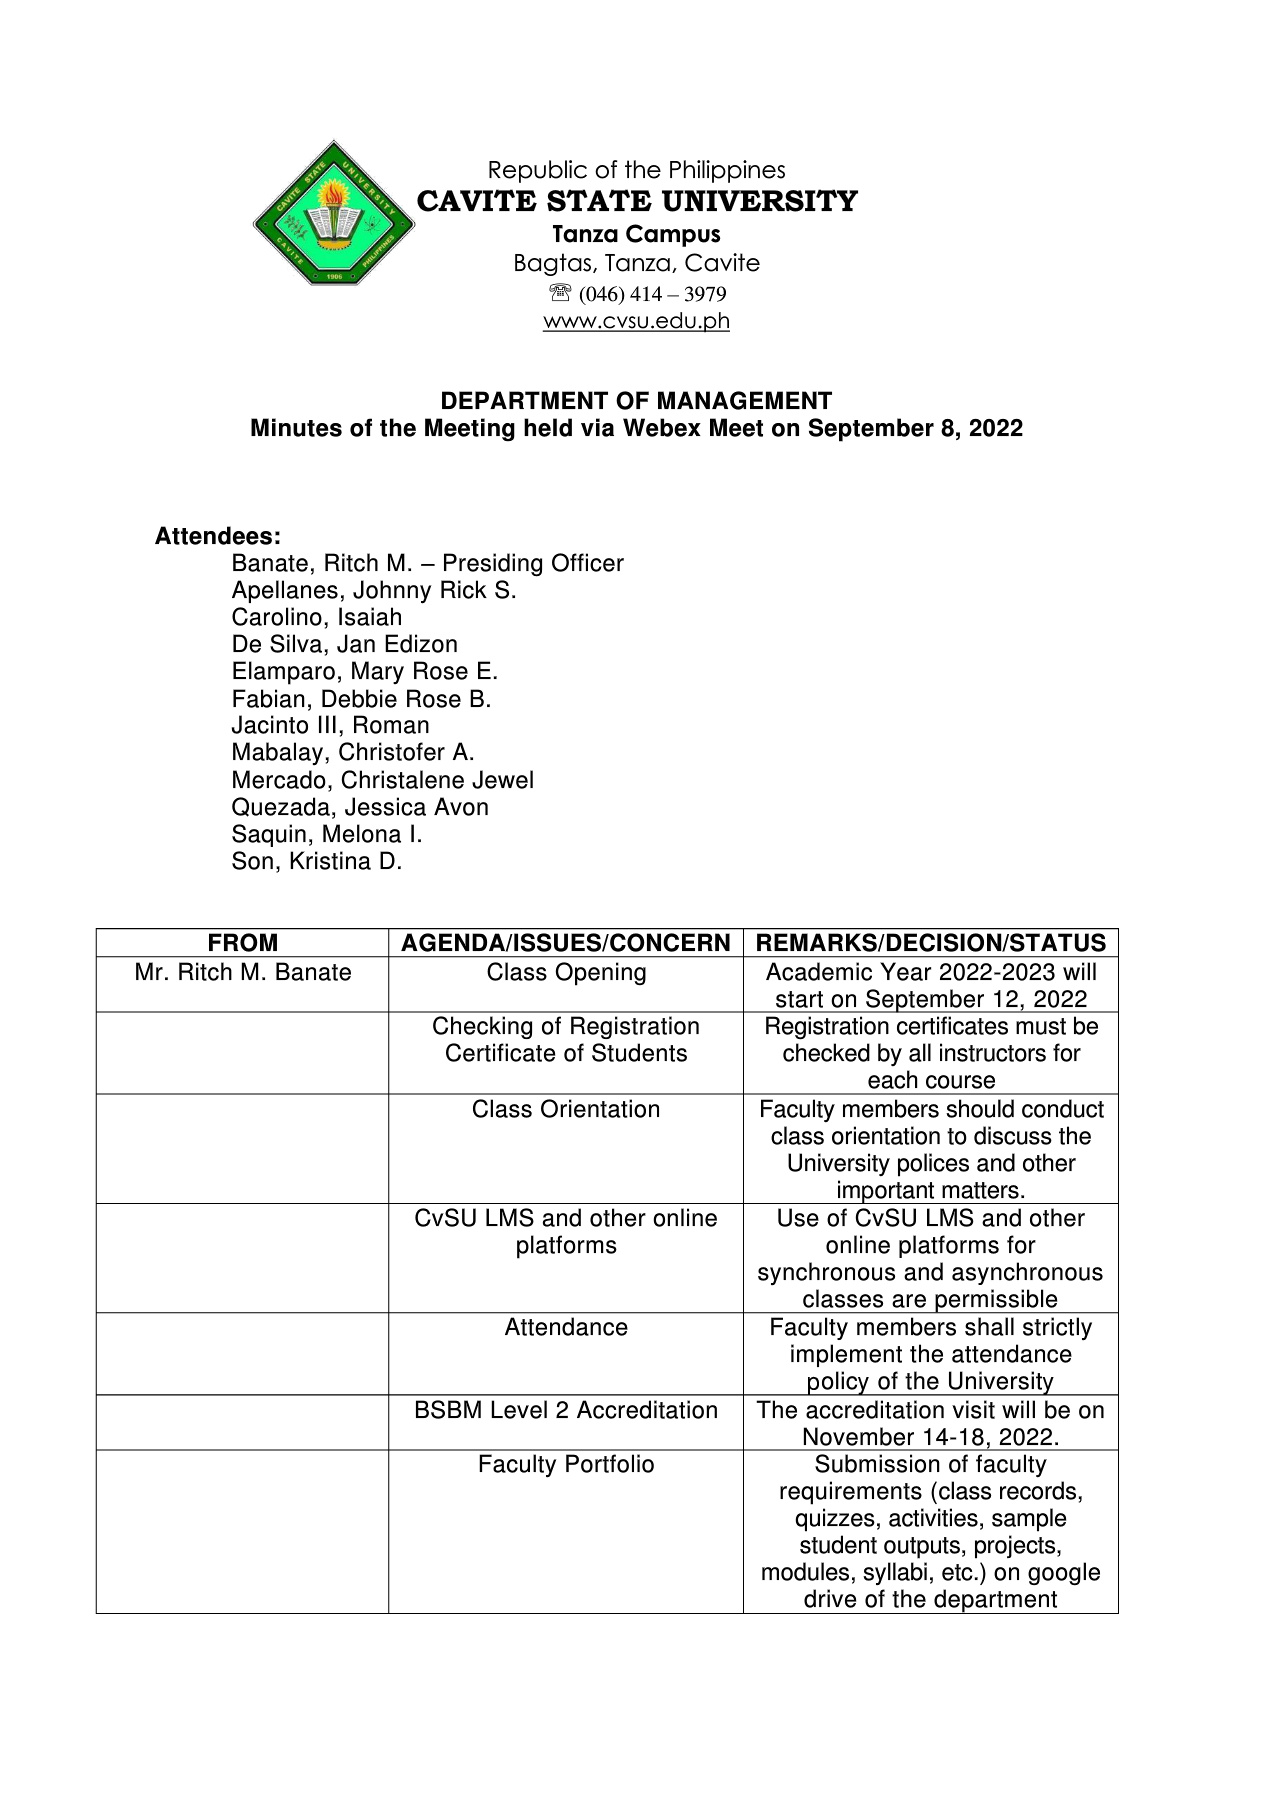 CAVITE STATE UNIVERSITY
CAVITE PHILIPPINES
1906
Republic of the Philippines
CAVITE STATE UNIVERSITY
Tanza Campus
Bagtas, Tanza, Cavite
☏ (046) 414 – 3979
www.cvsu.edu.ph
DEPARTMENT OF MANAGEMENT
Minutes of the Meeting held via Webex Meet on September 8, 2022
Attendees:
Banate, Ritch M. – Presiding Officer
Apellanes, Johnny Rick S.
Carolino, Isaiah
De Silva, Jan Edizon
Elamparo, Mary Rose E.
Fabian, Debbie Rose B.
Jacinto III, Roman
Mabalay, Christofer A.
Mercado, Christalene Jewel
Quezada, Jessica Avon
Saquin, Melona I.
Son, Kristina D.
FROM
AGENDA/ISSUES/CONCERN
REMARKS/DECISION/STATUS
Mr. Ritch M. Banate
Class Opening
Academic Year 2022-2023 will
start on September 12, 2022
Checking of Registration
Certificate of Students
Registration certificates must be
checked by all instructors for
each course
Class Orientation
Faculty members should conduct
class orientation to discuss the
University polices and other
important matters.
CvSU LMS and other online
platforms
Use of CvSU LMS and other
online platforms for
synchronous and asynchronous
classes are permissible
Attendance
Faculty members shall strictly
implement the attendance
policy of the University
BSBM Level 2 Accreditation
The accreditation visit will be on
November 14-18, 2022.
Faculty Portfolio
Submission of faculty
requirements (class records,
quizzes, activities, sample
student outputs, projects,
modules, syllabi, etc.) on google
drive of the department